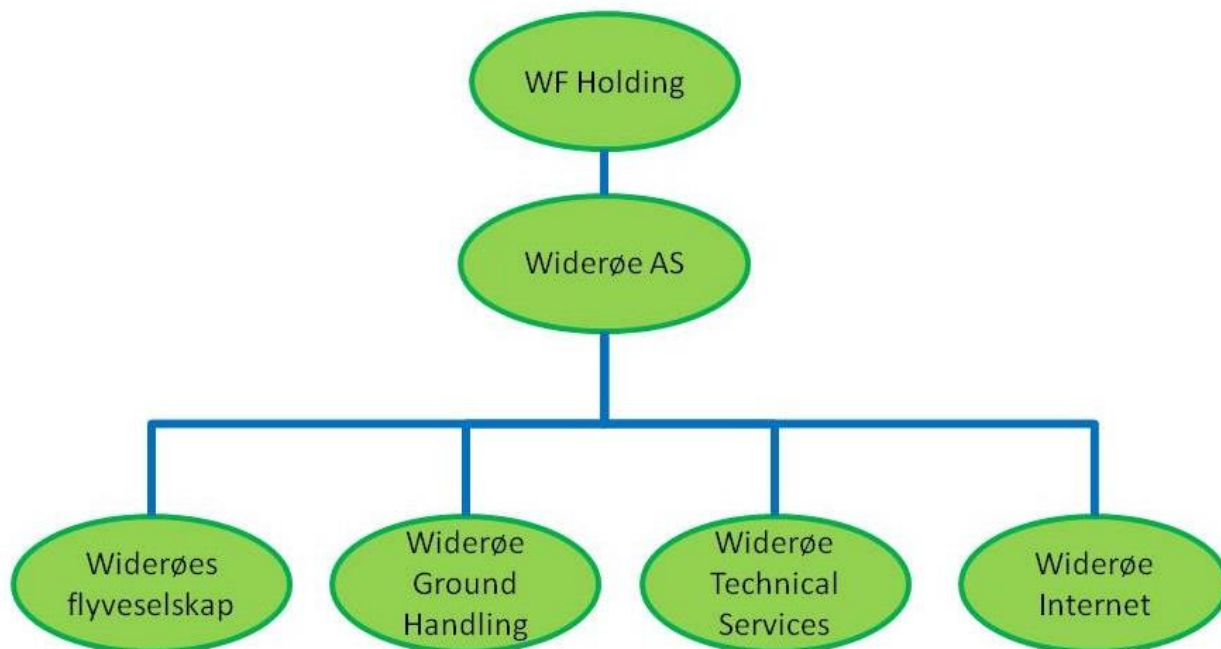 WF Holding
Widerøe AS
Widerøes
flyveselskap
Widerøe
Ground
Handling
Widerøe
Technical
Services
Widerøe
Internet